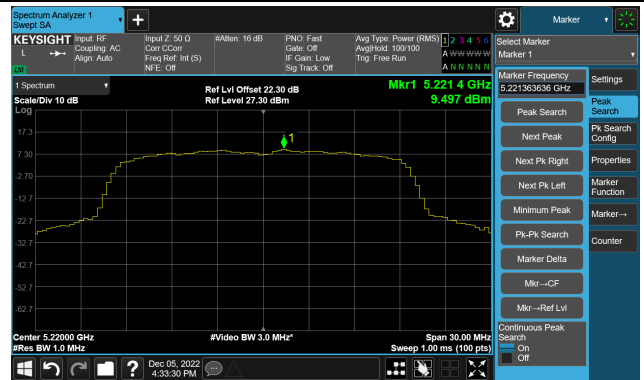 Spectrum Analyzer 1
Swept SA
+
Marker
KEYSIGHT
L
Input: RF
Coupling: AC
Align: Auto
Input Z: 50 Ω
Corr CCorr
Freq Ref: Int (S)
NFE: Off
#Atten: 16 dB
PNO: Fast
Gate: Off
IF Gain: Low
Sig Track: Off
Avg Type: Power (RMS)
Avg|Hold: 100/100
Trig: Free Run
1 2 3 4 5 6
A W W W W W
A N N N N N
Select Marker
Marker 1
1 Spectrum
Scale/Div 10 dB
Log
Ref Lvl Offset 22.30 dB
Ref Level 27.30 dBm
Mkr1 5.221 4 GHz
9.497 dBm
17.3
7.30
-2.70
-12.7
-22.7
-32.7
-42.7
-52.7
-62.7
1
Center 5.22000 GHz
#Res BW 1.0 MHz
#Video BW 3.0 MHz*
Span 30.00 MHz
Sweep 1.00 ms (100 pts)
Marker Frequency
5.221363636 GHz
Peak Search
Next Peak
Next Pk Right
Next Pk Left
Minimum Peak
Pk-Pk Search
Marker Delta
Mkr→CF
Mkr→Ref Lvl
Continuous Peak
Search
On
Off
Settings
Peak
Search
Pk Search
Config
Properties
Marker
Function
Marker→
Counter
?
Dec 05, 2022
4:33:30 PM